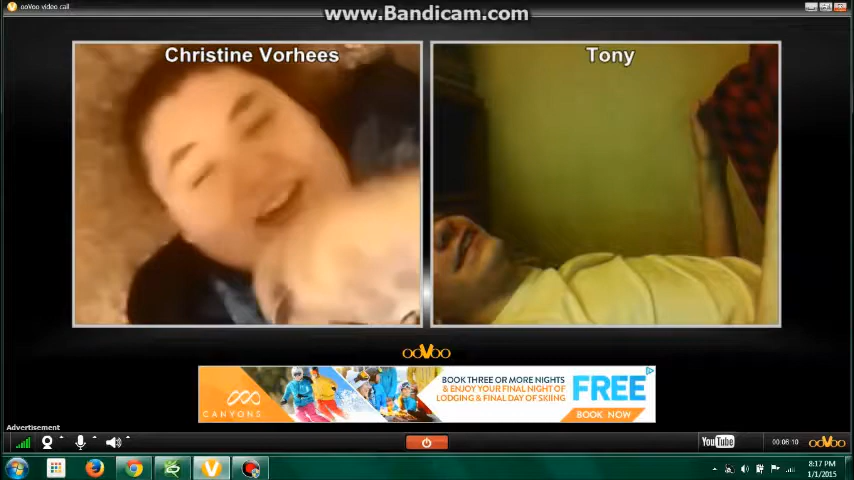 ooVoo video call
www.Bandicam.com
Christine Vorhees
Tony
ooVoo
CANYONS
BOOK THREE OR MORE NIGHTS
& ENJOY YOUR FINAL NIGHT OF
LODGING & FINAL DAY OF SKIING
FREE
BOOK NOW
Advertisement
YouTube
00:06:10
ooVoo
8:17 PM
1/1/2015